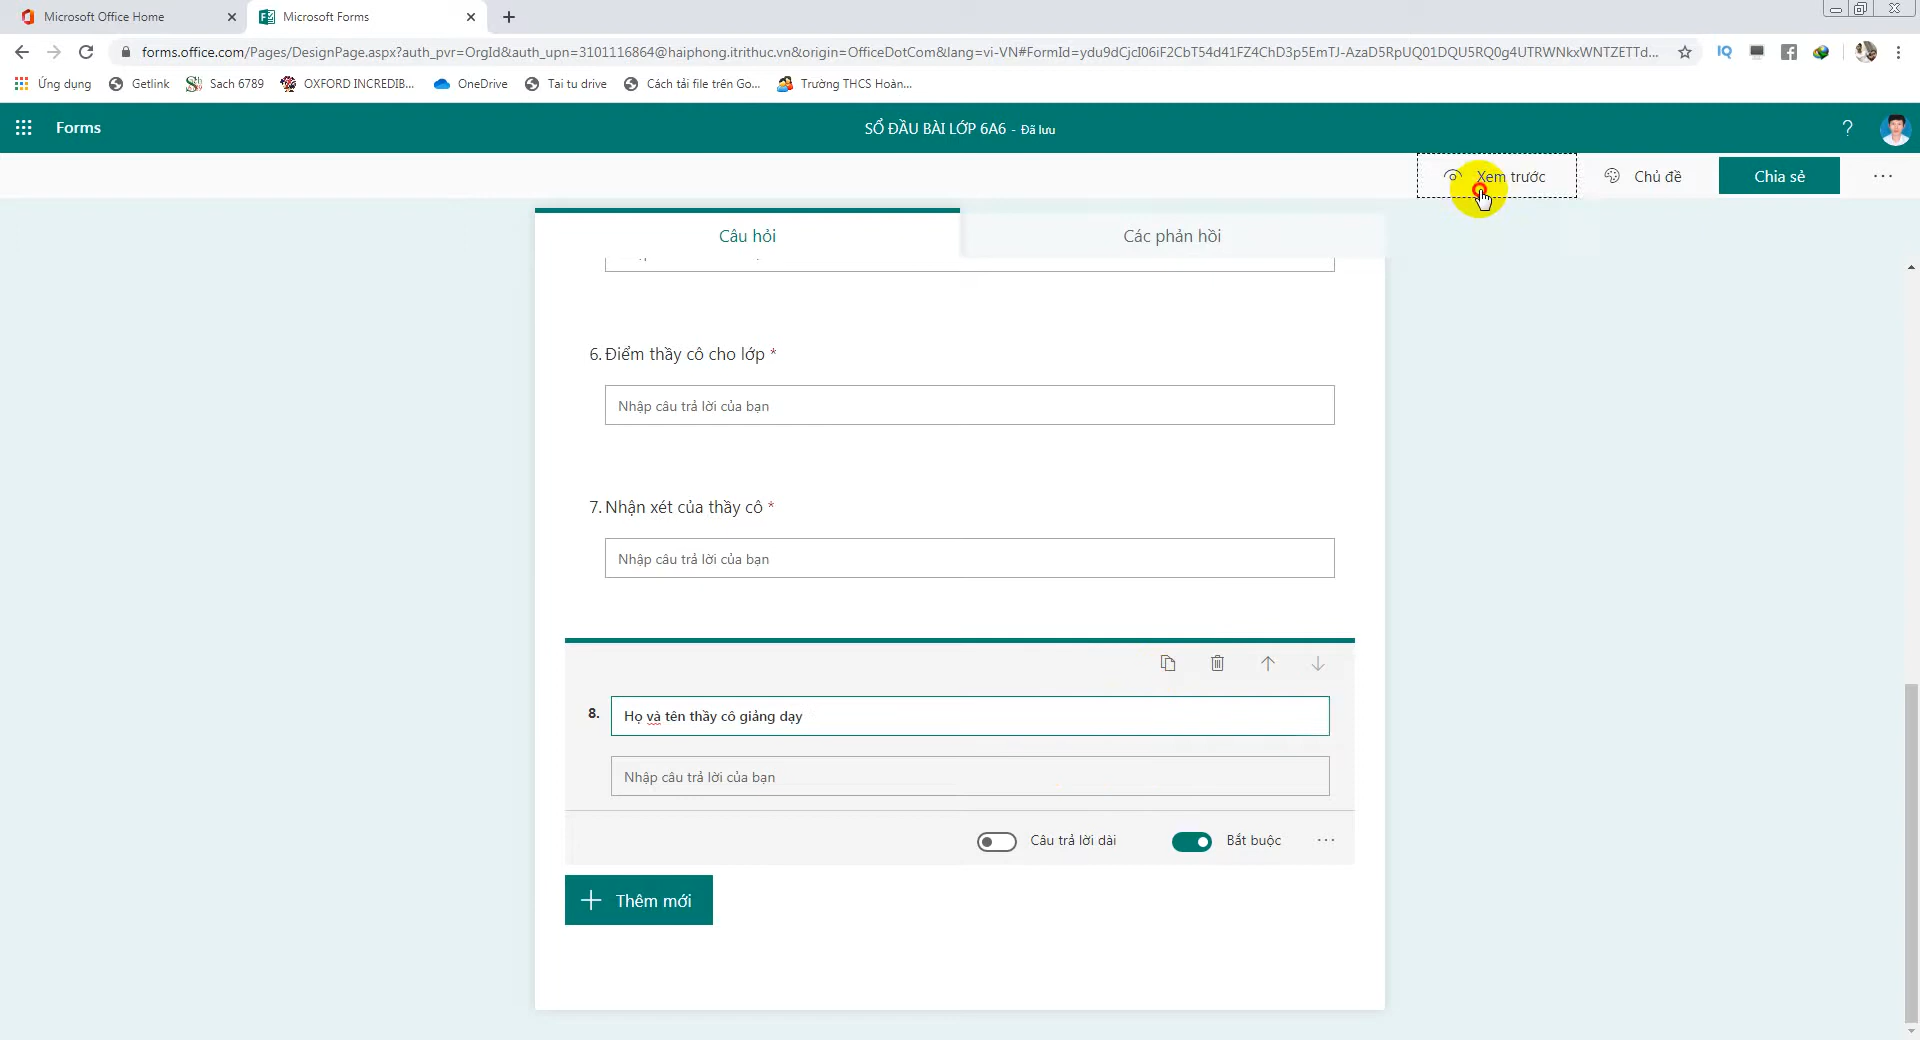 Microsoft Office Home
Microsoft Forms
forms.office.com/Pages/DesignPage.aspx?auth_pvr=OrgId&auth_upn=3101116864@haiphong.itrithuc.vn&origin=OfficeDotCom&lang=vi-VN#FormId=ydu9dCjcI06iF2CbT54d41FZ4ChD3p5EmTJ-AzaD5RpUQ01DQU5RQ0g4UTRWNkxWNTZETTd...
IQ
Ứng dụng
Getlink
Sach 6789
OXFORD INCREDIB...
OneDrive
Tai tu drive
Cách tải file trên Go...
Trường THCS Hoàn...
Forms
SỔ ĐẦU BÀI LỚP 6A6 - Đã lưu
?
Xem trước
Chủ đề
Chia sẻ
Câu hỏi
Các phản hồi
6. Điểm thầy cô cho lớp *
Nhập câu trả lời của bạn
7. Nhận xét của thầy cô *
Nhập câu trả lời của bạn
8. Họ và tên thầy cô giảng dạy
Nhập câu trả lời của bạn
Câu trả lời dài
Bắt buộc
Thêm mới